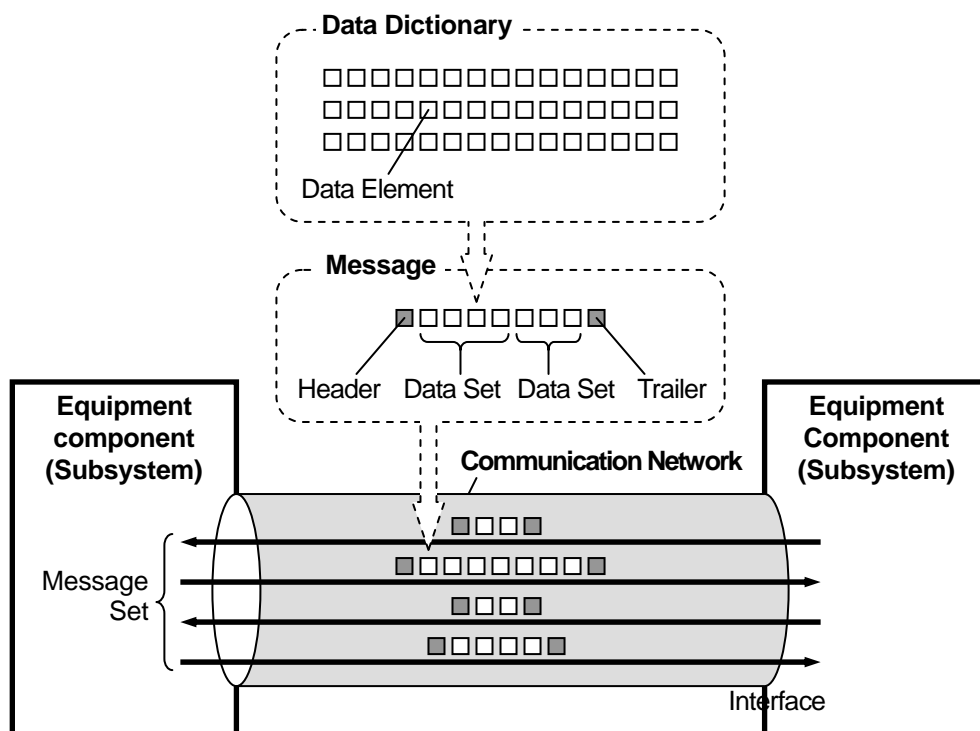 Data Dictionary
Data Element
Message
Header
Data Set
Data Set
Trailer
Equipment
component
(Subsystem)
Equipment
Component
(Subsystem)
Communication Network
Message
Set
Interface